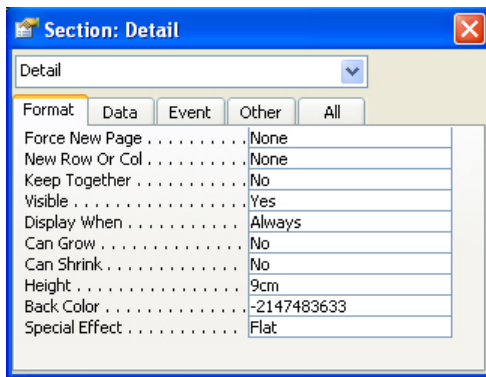 Section: Detail
Detail
Format Data Event Other All
Force New Page . . . . . . . . . . None
New Row Or Col . . . . . . . . . . None
Keep Together . . . . . . . . . . . No
Visible . . . . . . . . . . . . . . . . . Yes
Display When . . . . . . . . . . . . Always
Can Grow . . . . . . . . . . . . . . No
Can Shrink . . . . . . . . . . . . . No
Height . . . . . . . . . . . . . . . . 9cm
Back Color . . . . . . . . . . . . . . -2147483633
Special Effect . . . . . . . . . . . Flat